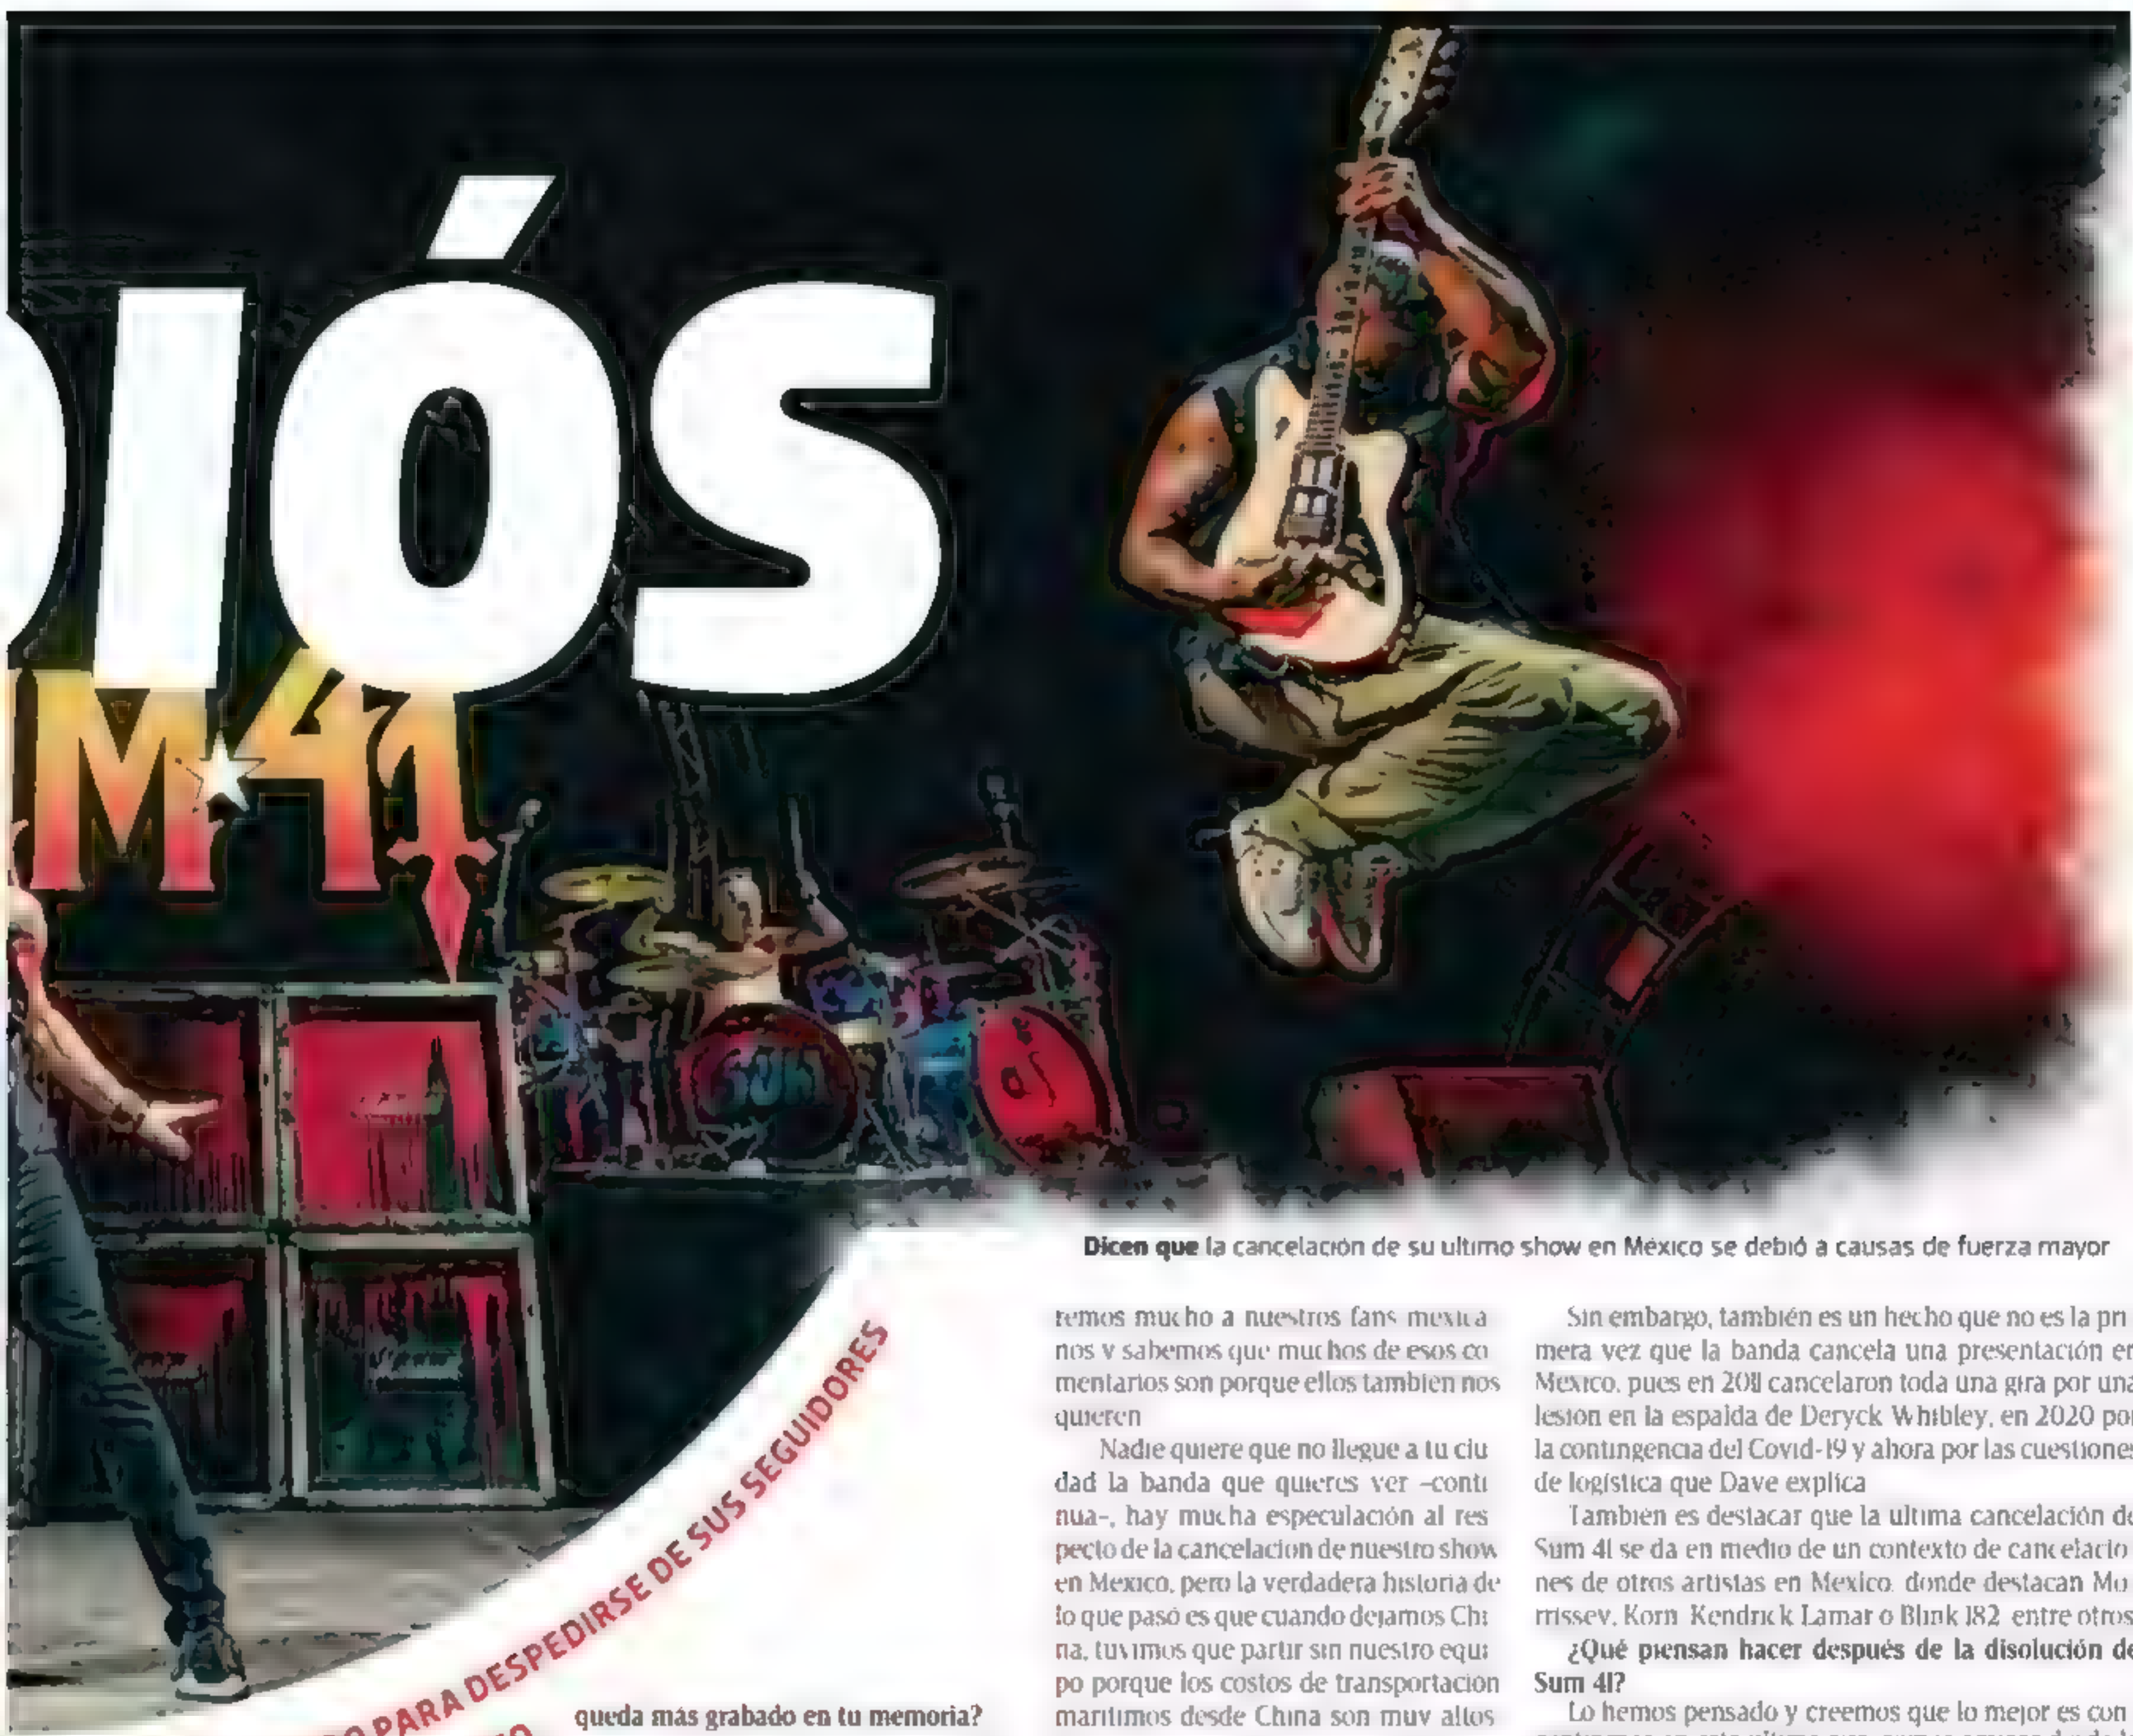 IÓS
M★41
SUM
Dicen que la cancelación de su ultimo show en México se debió a causas de fuerza mayor
PARA DESPEDIRSE DE SUS SEGUIDORES
queda más grabado en tu memoria?
remos mucho a nuestros fans mexica
nos y sabemos que muchos de esos co
mentarios son porque ellos tambien nos
quieren
Nadie quiere que no llegue a tu ciu
dad la banda que quieres ver –conti
nua–, hay mucha especulación al res
pecto de la cancelacion de nuestro show
en Mexico, pero la verdadera historia de
lo que pasó es que cuando dejamos Chi
na, tuvimos que partir sin nuestro equi
po porque los costos de transportacion
maritimos desde China son muy altos
Sin embargo, también es un hecho que no es la pri
mera vez que la banda cancela una presentación en
Mexico, pues en 2011 cancelaron toda una gira por una
lesion en la espalda de Deryck Whibley, en 2020 por
la contingencia del Covid-19 y ahora por las cuestiones
de logística que Dave explica
Tambien es destacar que la ultima cancelación de
Sum 41 se da en medio de un contexto de cancelacio
nes de otros artistas en Mexico donde destacan Mo
rrissey, Korn Kendrick Lamar o Blink 182 entre otros
¿Qué piensan hacer después de la disolución de
Sum 41?
Lo hemos pensado y creemos que lo mejor es con